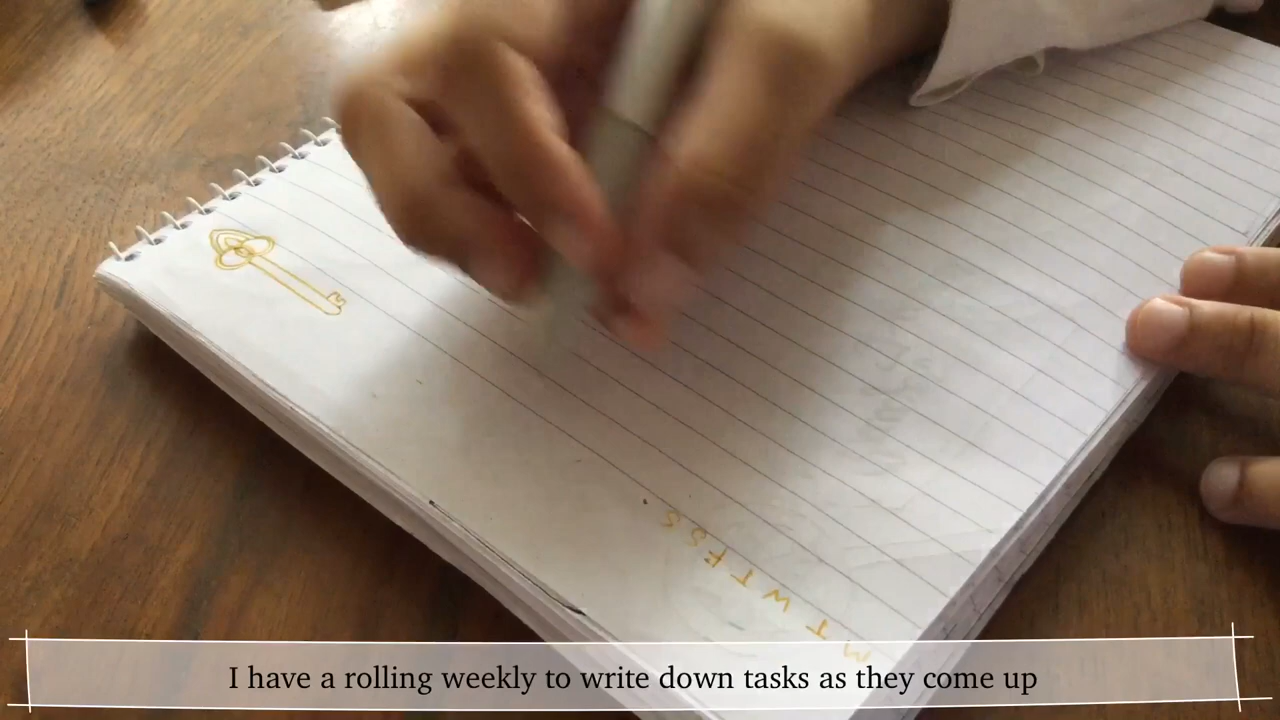 M T W T F S S
I have a rolling weekly to write down tasks as they come up